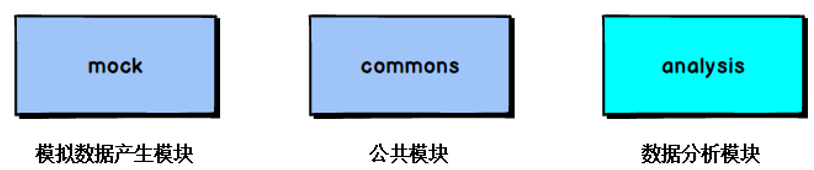 mock
commons
analysis
模拟数据产生模块
公共模块
数据分析模块